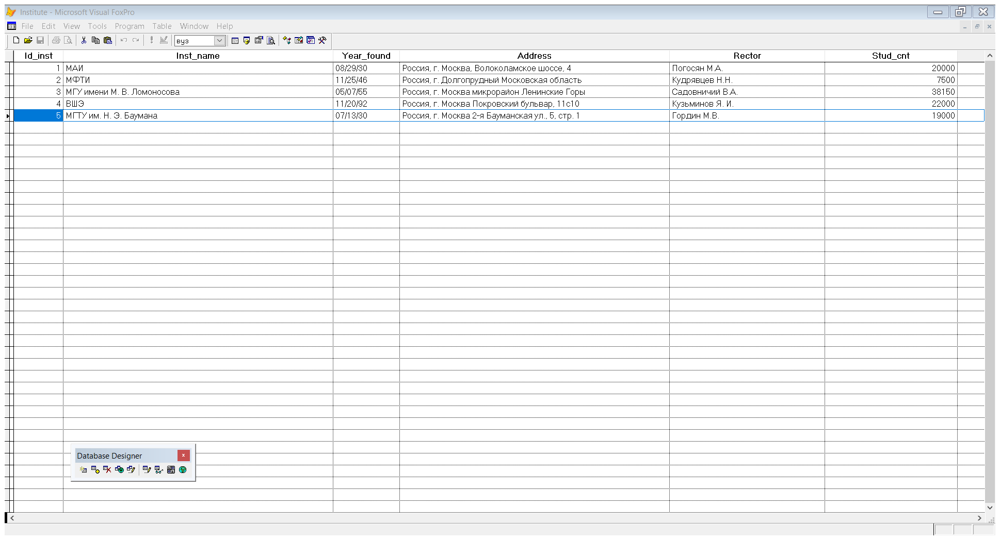 Institute - Microsoft Visual FoxPro
File Edit View Tools Program Table Window Help
вуз
Id_inst Inst_name Year_found Address Rector Stud_cnt
1 МАИ 08/29/30 Россия, г. Москва, Волоколамское шоссе, 4 Погосян М.А. 20000
2 МФТИ 11/25/46 Россия, г. Долгопрудный Московская область Кудрявцев Н.Н. 7500
3 МГУ имени М. В. Ломоносова 05/07/55 Россия, г. Москва микрорайон Ленинские Горы Садовничий В.А. 38150
4 ВШЭ 11/20/92 Россия, г. Москва Покровский бульвар, 11с10 Кузьминов Я. И. 22000
5 МГТУ им. Н. Э. Баумана 07/13/30 Россия, г. Москва 2-я Бауманская ул., 5, стр. 1 Гордин М.В. 19000
Database Designer